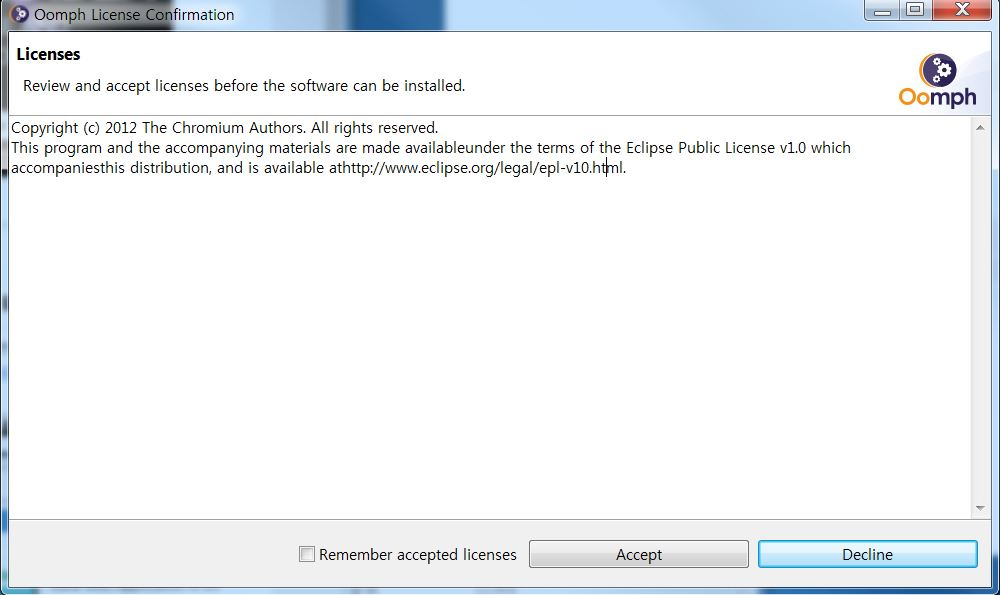 Oomph License Confirmation
Licenses
Review and accept licenses before the software can be installed.
Oomph
Copyright (c) 2012 The Chromium Authors. All rights reserved.
This program and the accompanying materials are made availableunder the terms of the Eclipse Public License v1.0 which
accompaniesthis distribution, and is available athttp://www.eclipse.org/legal/epl-v10.html.
Remember accepted licenses
Accept
Decline